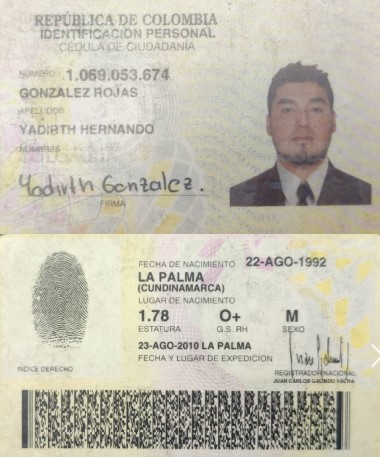 REPÚBLICA DE COLOMBIA
IDENTIFICACIÓN PERSONAL
CÉDULA DE CIUDADANÍA
NÚMERO 1.069.053.674
GONZALEZ ROJAS
APELLIDOS
YADIRTH HERNANDO
NOMBRES
Yadirth Gonzalez.
FIRMA
FECHA DE NACIMIENTO 22-AGO-1992
LA PALMA
(CUNDINAMARCA)
LUGAR DE NACIMIENTO
1.78 O+ M
ESTATURA G.S. RH SEXO
23-AGO-2010 LA PALMA
FECHA Y LUGAR DE EXPEDICION
INDICE DERECHO
REGISTRADOR NACIONAL
JUAN CARLOS GALINDO VACHA